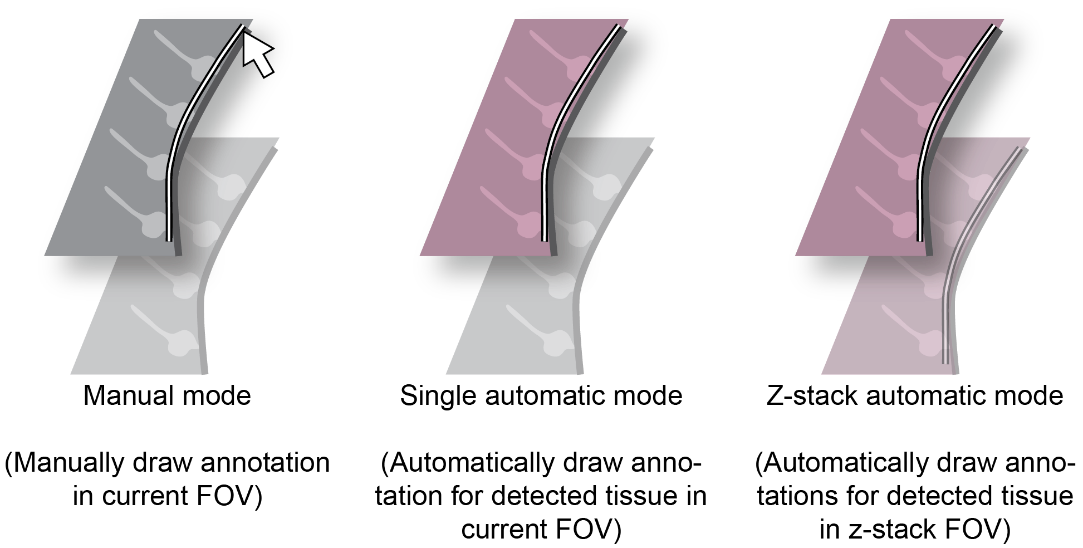 Manual mode
(Manually draw annotation
in current FOV)
Single automatic mode
(Automatically draw anno-
tation for detected tissue in
current FOV)
Z-stack automatic mode
(Automatically draw anno-
tations for detected tissue
in z-stack FOV)